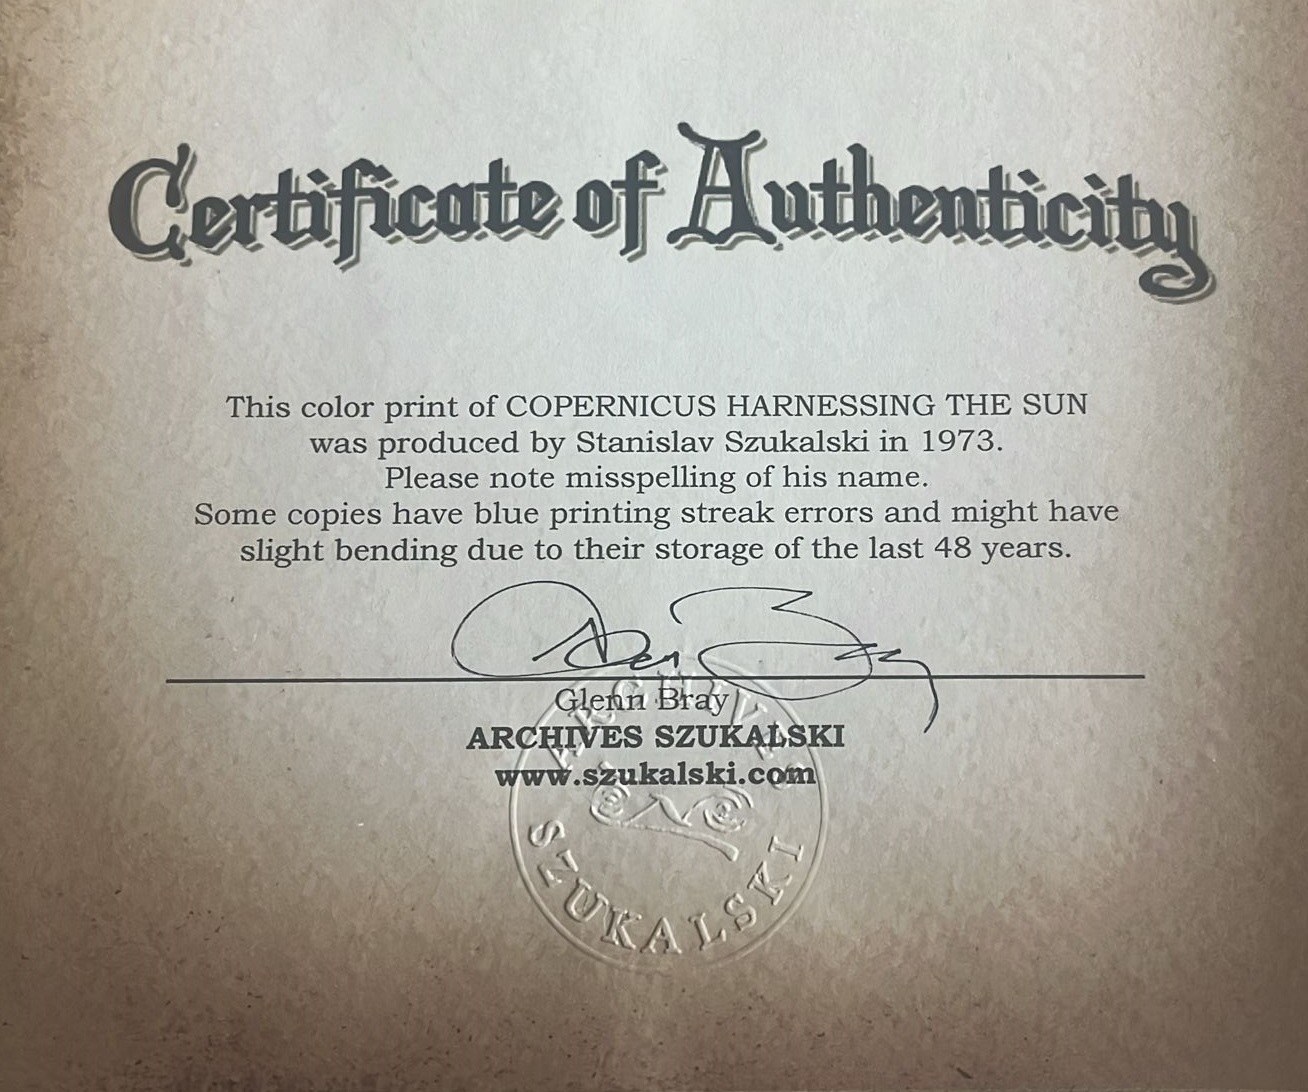 Certificate of Authenticity
This color print of COPERNICUS HARNESSING THE SUN
was produced by Stanislav Szukalski in 1973.
Please note misspelling of his name.
Some copies have blue printing streak errors and might have
slight bending due to their storage of the last 48 years.
Glenn Bray
ARCHIVES SZUKALSKI
www.szukalski.com
ARCHIVES
SZUKALSKI